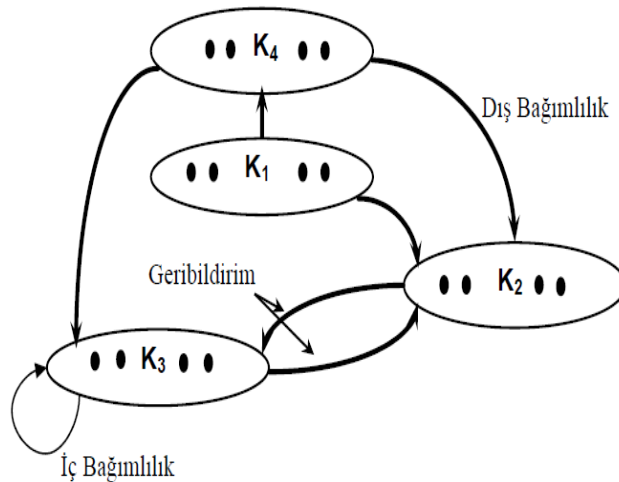 K4
Dış Bağımlılık
K1
Geribildirim
K2
K3
İç Bağımlılık